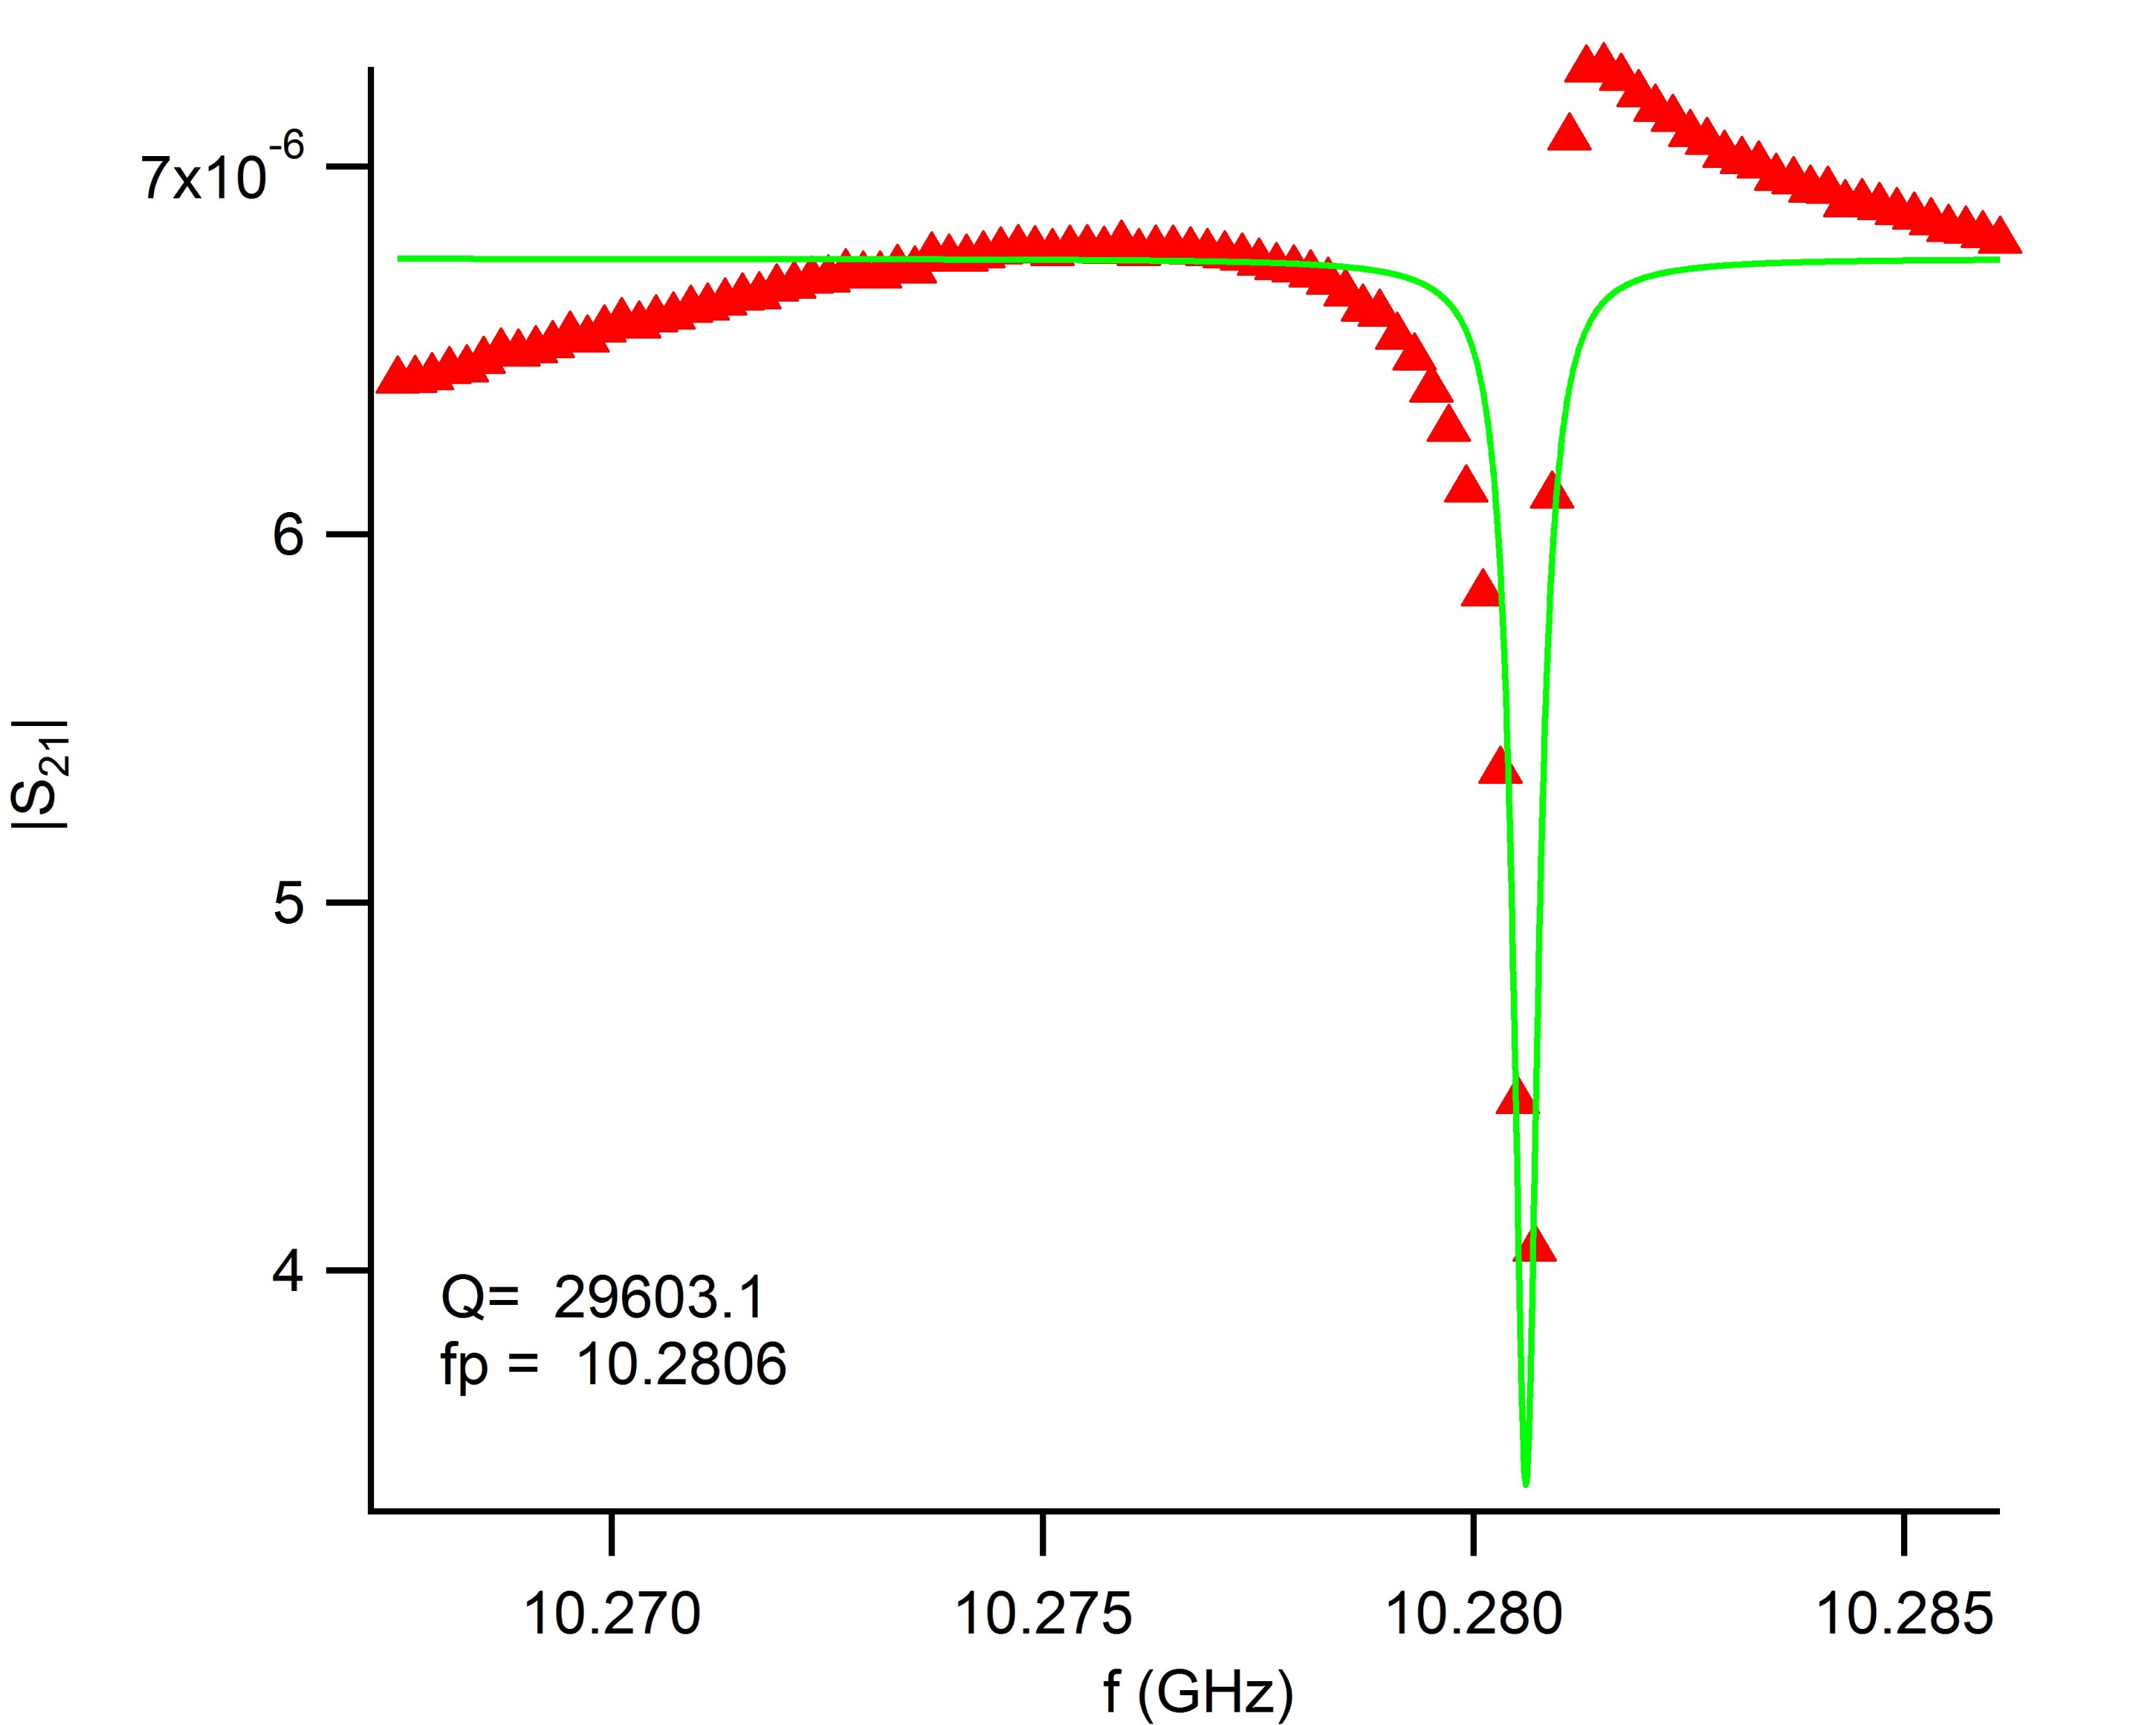 7x10^-6
6
5
4
|S21|
Q= 29603.1
fp = 10.2806
10.270 10.275 10.280 10.285
f (GHz)